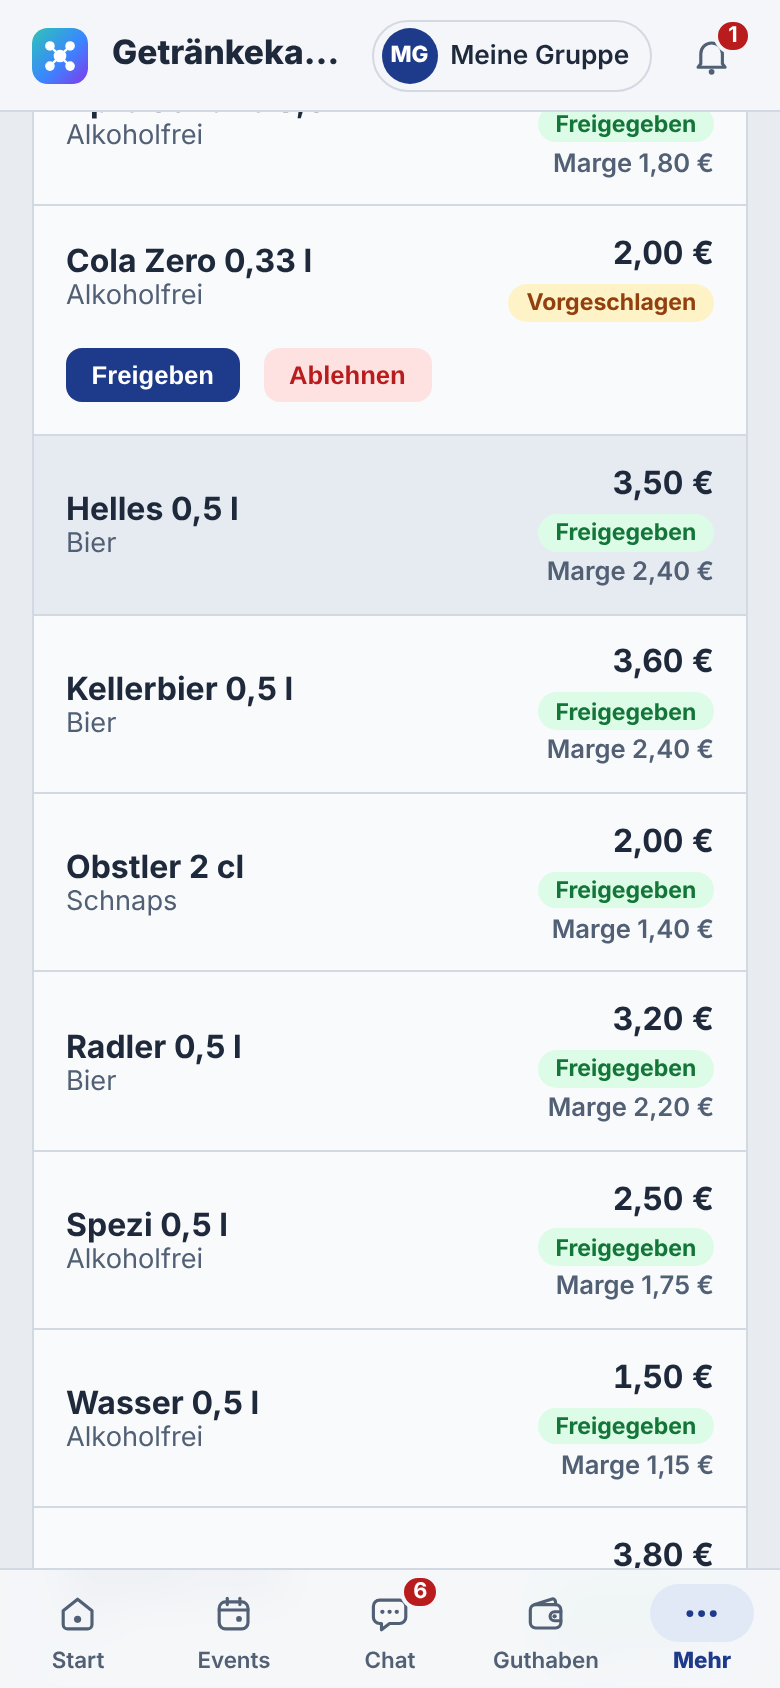 Getränkeka...
MG Meine Gruppe
1
Alkoholfrei
Freigegeben
Marge 1,80 €
Cola Zero 0,33 l
Alkoholfrei
2,00 €
Vorgeschlagen
Freigeben
Ablehnen
Helles 0,5 l
Bier
3,50 €
Freigegeben
Marge 2,40 €
Kellerbier 0,5 l
Bier
3,60 €
Freigegeben
Marge 2,40 €
Obstler 2 cl
Schnaps
2,00 €
Freigegeben
Marge 1,40 €
Radler 0,5 l
Bier
3,20 €
Freigegeben
Marge 2,20 €
Spezi 0,5 l
Alkoholfrei
2,50 €
Freigegeben
Marge 1,75 €
Wasser 0,5 l
Alkoholfrei
1,50 €
Freigegeben
Marge 1,15 €
3,80 €
Start
Events
6
Chat
Guthaben
Mehr